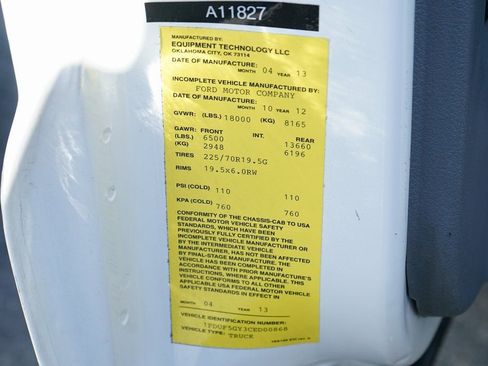 A11827
MANUFACTURED BY:
EQUIPMENT TECHNOLOGY LLC
OKLAHOMA CITY, OK 73114
DATE OF MANUFACTURE: 04 13
MONTH YEAR
INCOMPLETE VEHICLE MANUFACTURED BY:
FORD MOTOR COMPANY
DATE OF MANUFACTURE: 10 12
MONTH YEAR
GVWR: (LBS.) 18000 (KG) 8165
GAWR: FRONT INT. REAR
(LBS.) 6500 13660
(KG) 2948 6196
TIRES 225/70R19.5G
RIMS 19.5x6.0RW
PSI (COLD) 110 110
KPA (COLD) 760 760
CONFORMITY OF THE CHASSIS-CAB TO USA
FEDERAL MOTOR VEHICLE SAFETY
STANDARDS, WHICH HAVE BEEN
PREVIOUSLY FULLY CERTIFIED BY THE
INCOMPLETE VEHICLE MANUFACTURER OR
BY THE INTERMEDIATE VEHICLE
MANUFACTURER, HAS NOT BEEN AFFECTED
BY FINAL-STAGE MANUFACTURE. THE
VEHICLE HAS BEEN COMPLETED IN
ACCORDANCE WITH PRIOR MANUFACTURE'S
INSTRUCTIONS, WHERE APPLICABLE. THIS
VEHICLE CONFORMS TO ALL OTHER
APPLICABLE USA FEDERAL MOTOR VEHICLE
SAFETY STANDARDS IN EFFECT IN
04 13
MONTH YEAR
VEHICLE IDENTIFICATION NUMBER:
1FDUF5GY3CED00868
VEHICLE TYPE: TRUCK